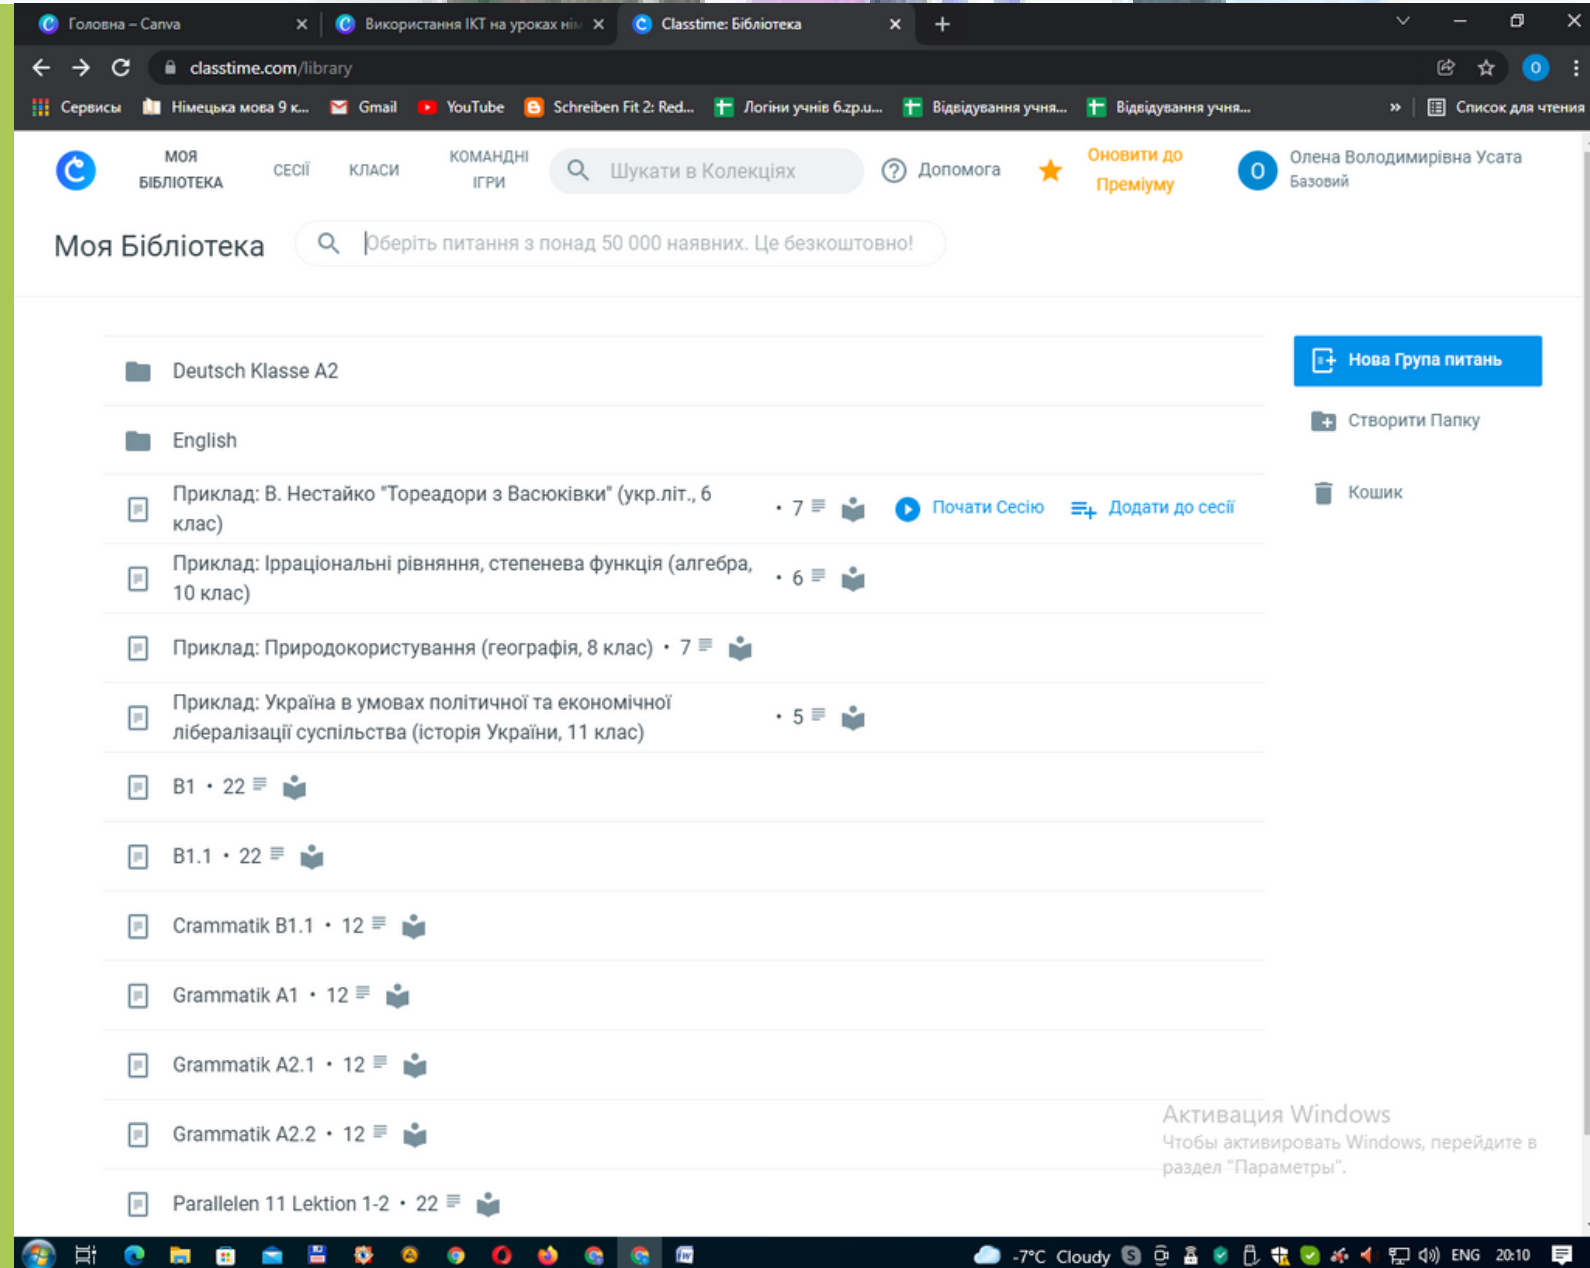 Головна – Canva
Використання ІКТ на уроках нім
Classtime: Бібліотека
classtime.com/library
O
Сервисы
Німецька мова 9 к...
Gmail
YouTube
Schreiben Fit 2: Red...
Логіни учнів 6.zp.u...
Відвідування учня...
Відвідування учня...
»
Список для чтения
МОЯ
БІБЛІОТЕКА
СЕСІЇ
КЛАСИ
КОМАНДНІ
ІГРИ
Шукати в Колекціях
Допомога
Оновити до
Преміуму
О
Олена Володимирівна Усата
Базовий
Моя Бібліотека
Оберіть питання з понад 50 000 наявних. Це безкоштовно!
Deutsch Klasse A2
Нова Група питань
English
Створити Папку
Приклад: В. Нестайко "Тореадори з Васюківки" (укр.літ., 6
клас)
• 7
Почати Сесію
Додати до сесії
Кошик
Приклад: Ірраціональні рівняння, степенева функція (алгебра,
10 клас)
• 6
Приклад: Природокористування (географія, 8 клас) • 7
Приклад: Україна в умовах політичної та економічної
лібералізації суспільства (історія України, 11 клас)
• 5
B1 • 22
B1.1 • 22
Crammatik B1.1 • 12
Grammatik A1 • 12
Grammatik A2.1 • 12
Grammatik A2.2 • 12
Parallelen 11 Lektion 1-2 • 22
Активация Windows
Чтобы активировать Windows, перейдите в
раздел "Параметры".
-7°C Cloudy
ENG
20:10